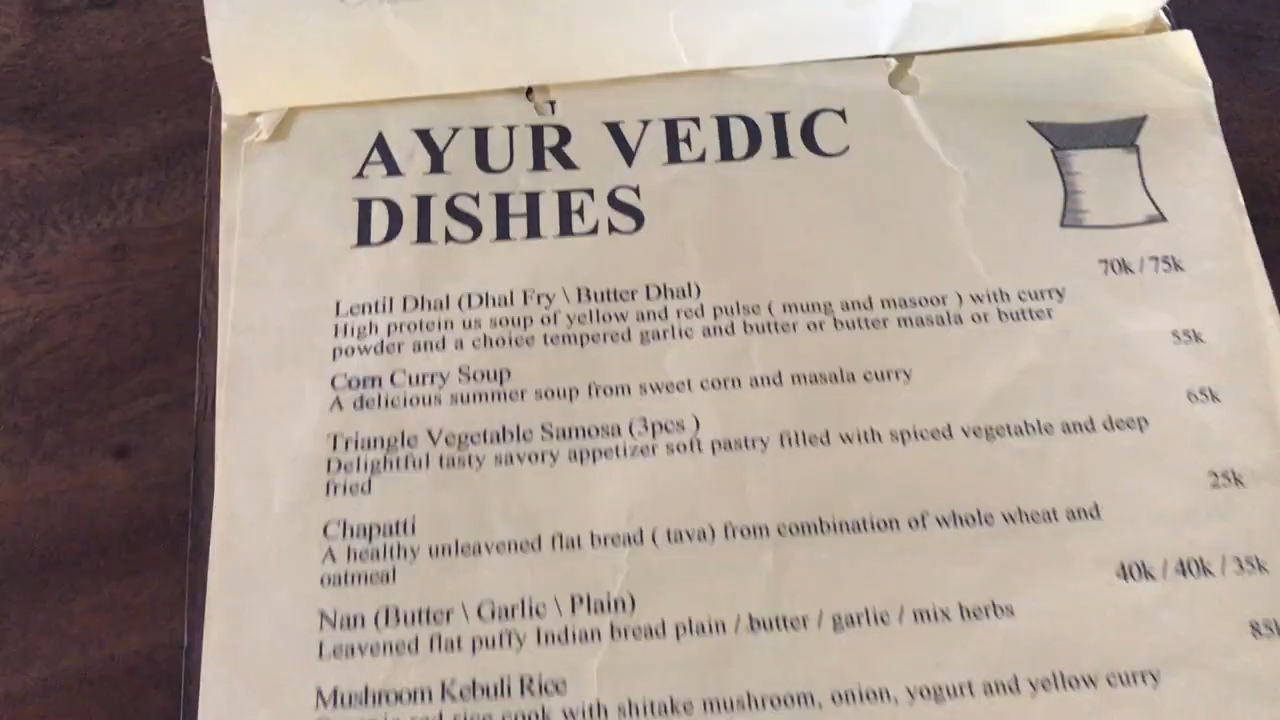 AYUR VEDIC
DISHES
70k / 75k
Lentil Dhal (Dhal Fry \ Butter Dhal)
High protein us soup of yellow and red pulse ( mung and masoor ) with curry
powder and a choice tempered garlic and butter or butter masala or butter
55k
Corn Curry Soup
A delicious summer soup from sweet corn and masala curry
65k
Triangle Vegetable Samosa (3pcs )
Delightful tasty savory appetizer soft pastry filled with spiced vegetable and deep
fried
25k
Chapatti
A healthy unleavened flat bread ( tava) from combination of whole wheat and
oatmeal
40k / 40k / 35k
Nan (Butter \ Garlic \ Plain)
Leavened flat puffy Indian bread plain / butter / garlic / mix herbs
85k
Mushroom Kebuli Rice
red rice cook with shitake mushroom, onion, yogurt and yellow curry